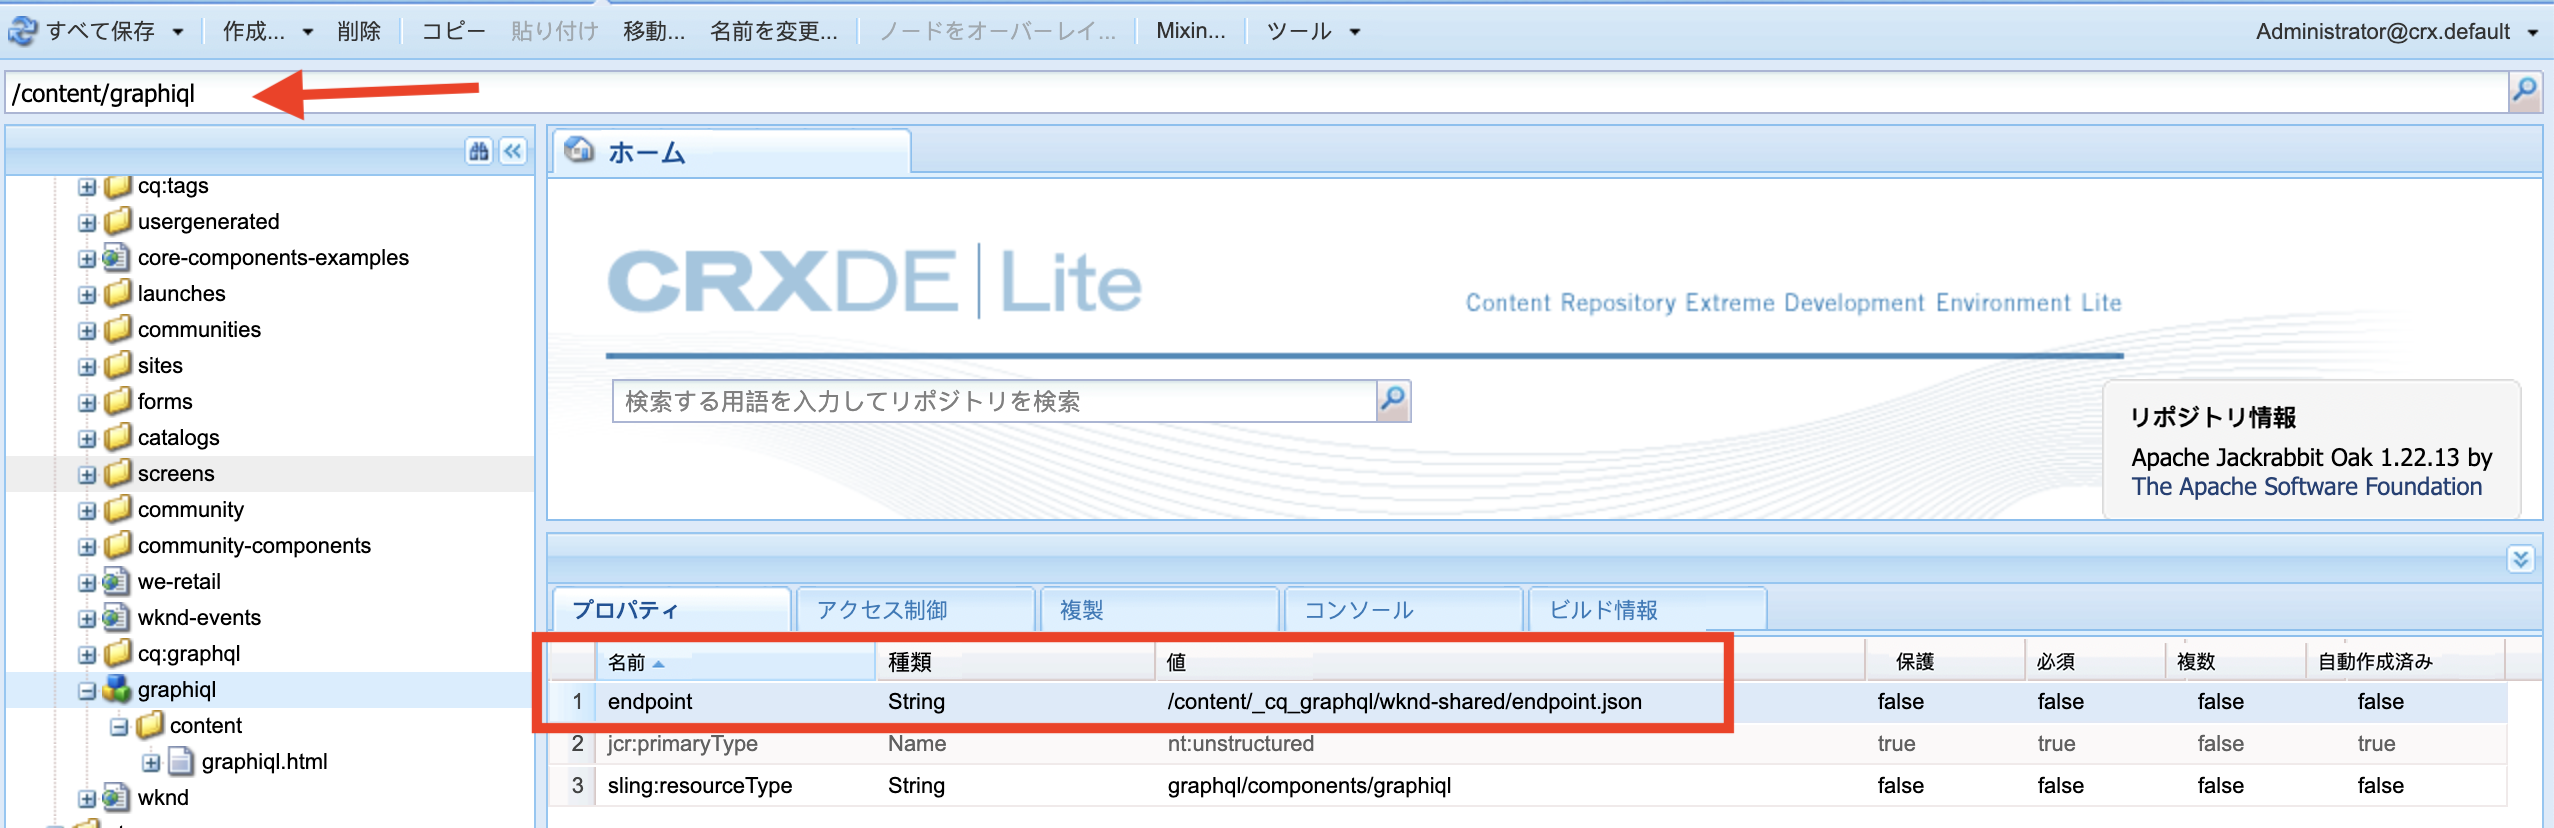 すべて保存 作成... 削除 コピー 貼り付け 移動... 名前を変更... ノードをオーバーレイ... Mixin... ツール Administrator@crx.default
/content/graphiql
cq:tags
usergenerated
core-components-examples
launches
communities
sites
forms
catalogs
screens
community
community-components
we-retail
wknd-events
cq:graphql
graphiql
content
graphiql.html
wknd
ホーム
CRXDE Lite
Content Repository Extreme Development Environment Lite
検索する用語を入力してリポジトリを検索
リポジトリ情報
Apache Jackrabbit Oak 1.22.13 by
The Apache Software Foundation
プロパティ アクセス制御 複製 コンソール ビルド情報
名前 種類 値 保護 必須 複数 自動作成済み
1 endpoint String /content/_cq_graphql/wknd-shared/endpoint.json false false false false
2 jcr:primaryType Name nt:unstructured true true false true
3 sling:resourceType String graphql/components/graphiql false false false false